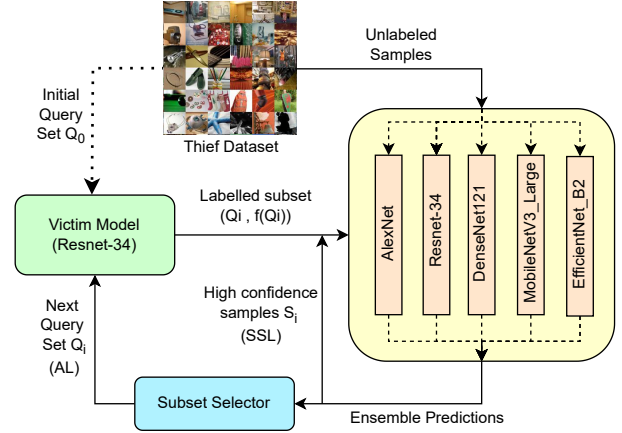 Unlabeled
Samples
Initial
Query
Set Q₀
Thief Dataset
Labelled subset
(Qi , f(Qi))
Victim Model
(Resnet-34)
AlexNet
Resnet-34
DenseNet121
MobileNetV3_Large
EfficientNet_B2
High confidence
samples Sᵢ
(SSL)
Next
Query
Set Qᵢ
(AL)
Subset Selector
Ensemble Predictions